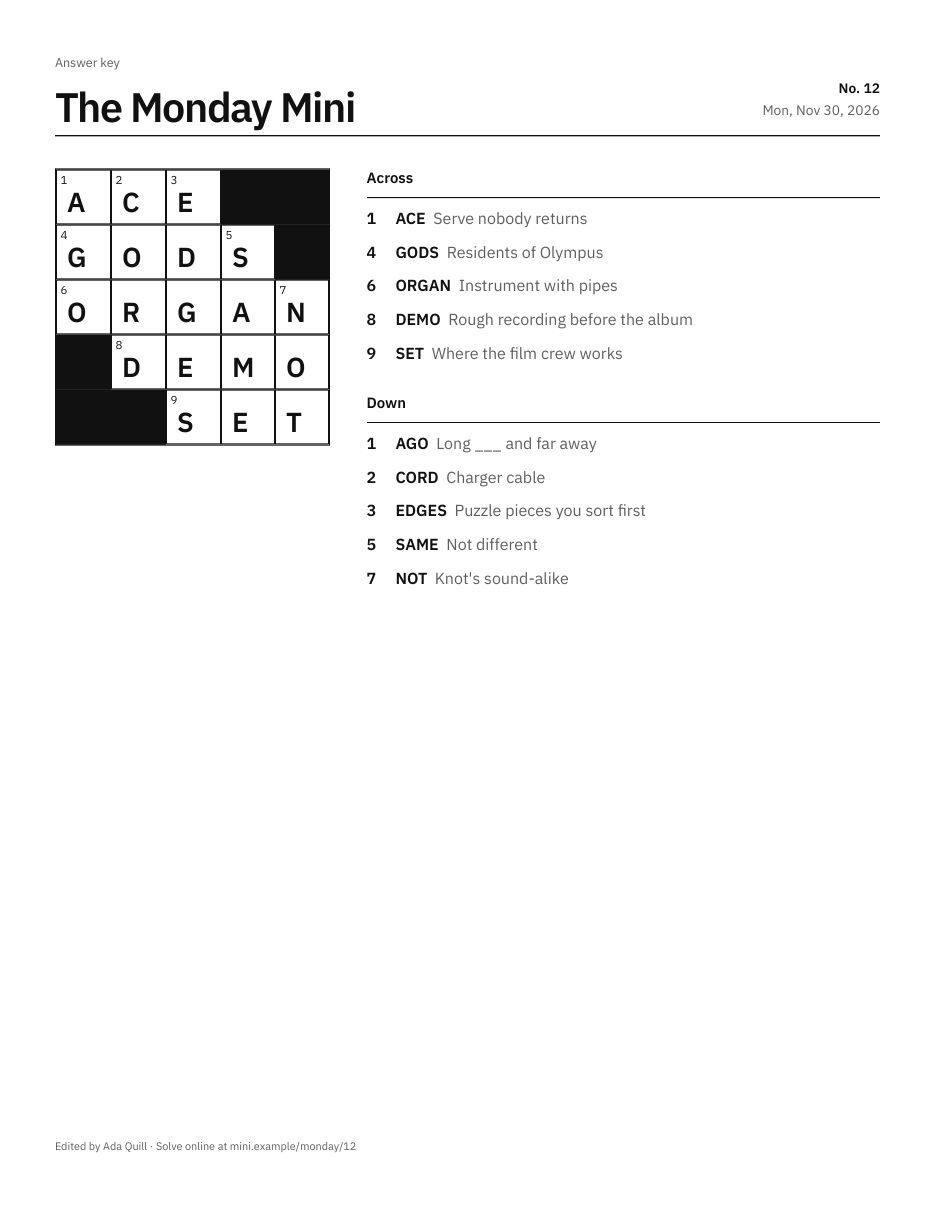 Answer key
The Monday Mini
No. 12
Mon, Nov 30, 2026
1 A 2 C 3 E
4 G O D 5 S
6 O R G A 7 N
8 D E M O
9 S E T
Across
1 ACE Serve nobody returns
4 GODS Residents of Olympus
6 ORGAN Instrument with pipes
8 DEMO Rough recording before the album
9 SET Where the film crew works
Down
1 AGO Long ___ and far away
2 CORD Charger cable
3 EDGES Puzzle pieces you sort first
5 SAME Not different
7 NOT Knot's sound-alike
Edited by Ada Quill · Solve online at mini.example/monday/12